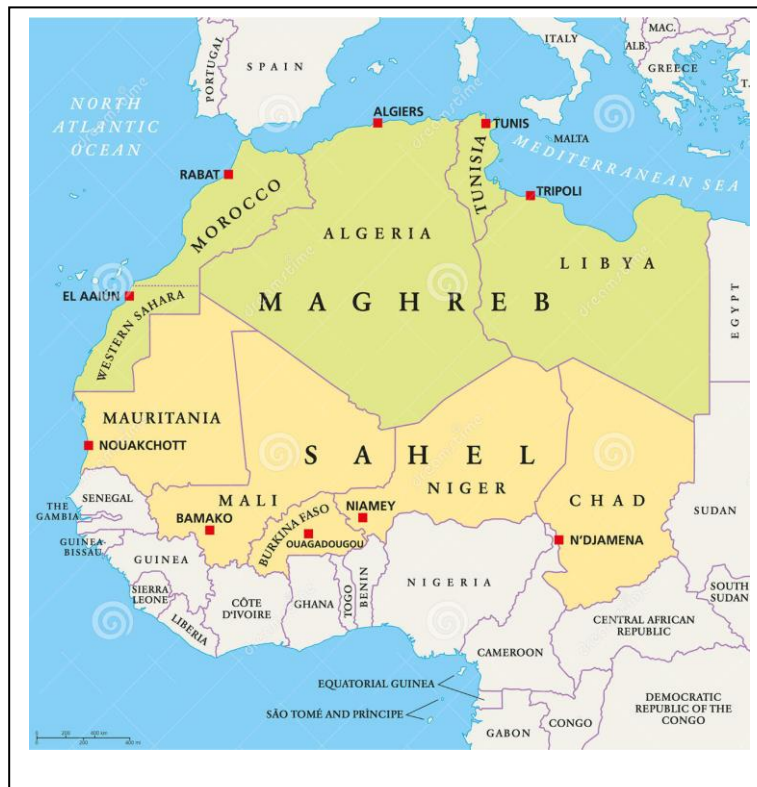 ITALY
MAC.
ALB.
GREECE
T.
PORTUGAL
SPAIN
NORTH
ATLANTIC
OCEAN
ALGIERS
TUNIS
MALTA
MEDITERRANEAN SEA
RABAT
TUNISIA
TRIPOLI
MOROCCO
ALGERIA
LIBYA
EL AAIÚN
MAGHREB
EGYPT
WESTERN SAHARA
MAURITANIA
NOUAKCHOTT
SAHEL
SENEGAL
MALI
NIAMEY
NIGER
CHAD
SUDAN
THE
GAMBIA
BAMAKO
BURKINA FASO
OUAGADOUGOU
N'DJAMENA
GUINEA-
BISSAU
GUINEA
NIGERIA
SIERRA
LEONE
CÔTE
D'IVOIRE
GHANA
TOGO
BENIN
SOUTH
SUDAN
LIBERIA
CENTRAL AFRICAN
REPUBLIC
CAMEROON
EQUATORIAL GUINEA
SÃO TOMÉ AND PRÍNCIPE
DEMOCRATIC
REPUBLIC OF THE
CONGO
GABON
CONGO